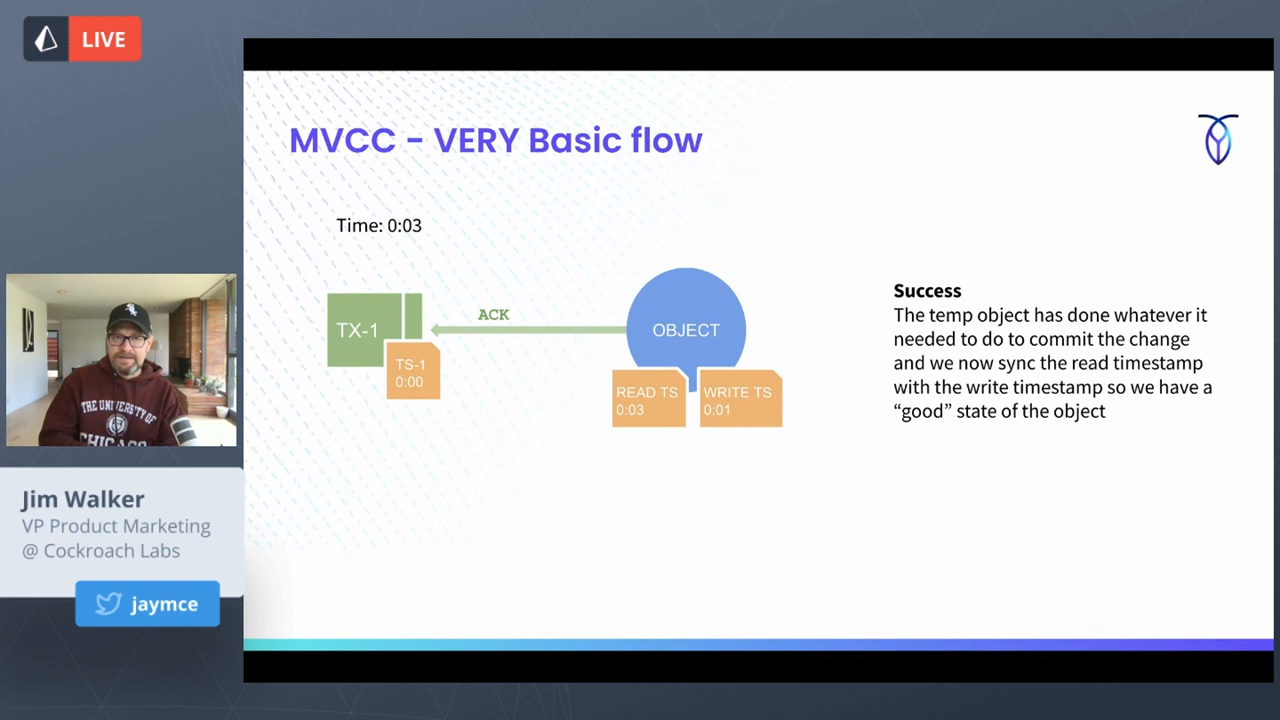 LIVE
MVCC - VERY Basic flow
Time: 0:03
TX-1
ACK
OBJECT
TS-1
0:00
READ TS
0:03
WRITE TS
0:01
Success
The temp object has done whatever it
needed to do to commit the change
and we now sync the read timestamp
with the write timestamp so we have a
“good” state of the object
THE UNIVERSITY OF
CHICAGO
Jim Walker
VP Product Marketing
@ Cockroach Labs
jaymce